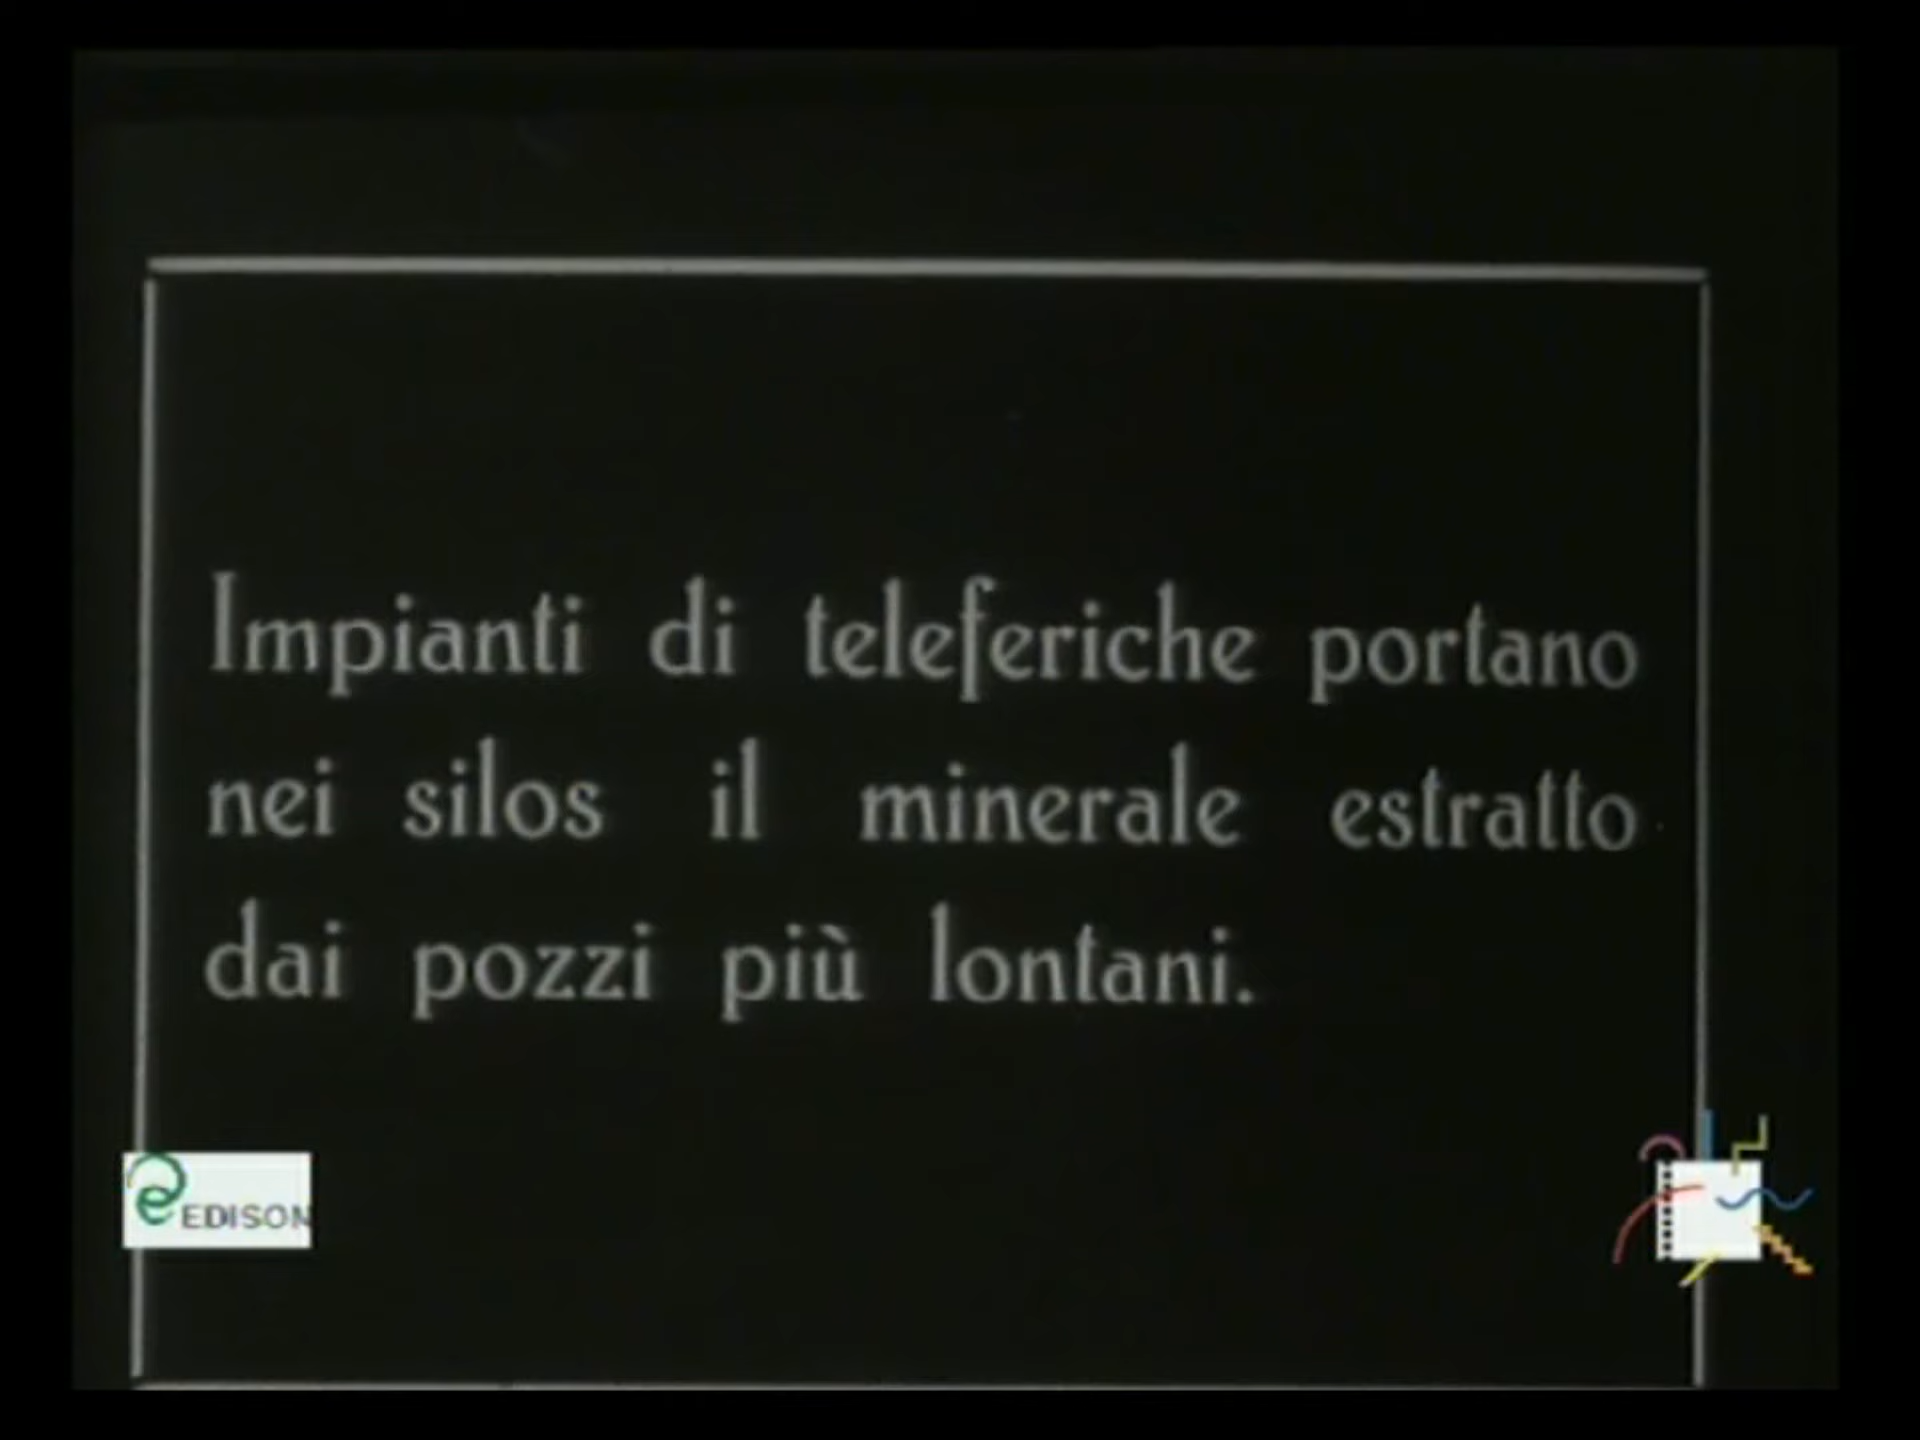 Impianti di teleferiche portano
nei silos il minerale estratto
dai pozzi più lontani.
EDISON